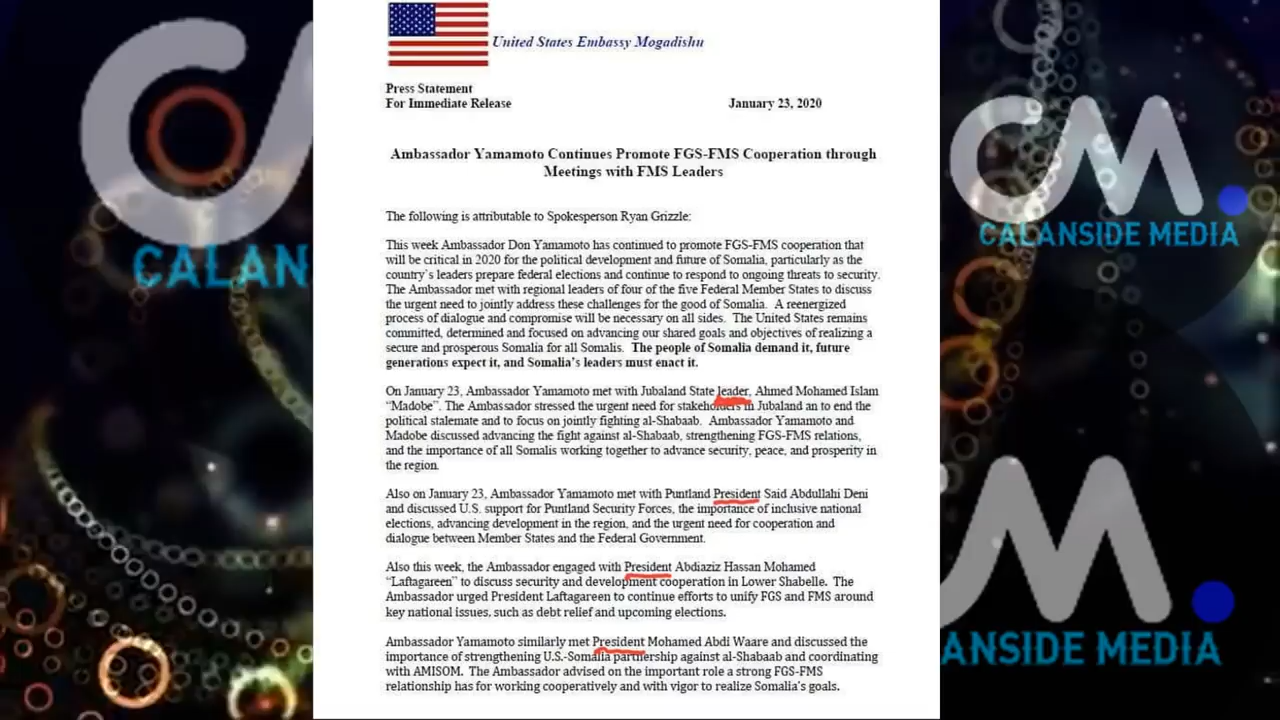 United States Embassy Mogadishu
Press Statement
For Immediate Release
January 23, 2020
Ambassador Yamamoto Continues Promote FGS-FMS Cooperation through
Meetings with FMS Leaders
The following is attributable to Spokesperson Ryan Grizzle:
This week Ambassador Don Yamamoto has continued to promote FGS-FMS cooperation that
will be critical in 2020 for the political development and future of Somalia, particularly as the
country's leaders prepare federal elections and continue to respond to ongoing threats to security.
The Ambassador met with regional leaders of four of the five Federal Member States to discuss
the urgent need to jointly address these challenges for the good of Somalia. A reenergized
process of dialogue and compromise will be necessary on all sides. The United States remains
committed, determined and focused on advancing our shared goals and objectives of realizing a
secure and prosperous Somalia for all Somalis. The people of Somalia demand it, future
generations expect it, and Somalia's leaders must enact it.
On January 23, Ambassador Yamamoto met with Jubaland State leader, Ahmed Mohamed Islam
"Madobe". The Ambassador stressed the urgent need for stakeholders in Jubaland an to end the
political stalemate and to focus on jointly fighting al-Shabaab. Ambassador Yamamoto and
Madobe discussed advancing the fight against al-Shabaab, strengthening FGS-FMS relations,
and the importance of all Somalis working together to advance security, peace, and prosperity in
the region.
Also on January 23, Ambassador Yamamoto met with Puntland President Said Abdullahi Deni
and discussed U.S. support for Puntland Security Forces, the importance of inclusive national
elections, advancing development in the region, and the urgent need for cooperation and
dialogue between Member States and the Federal Government.
Also this week, the Ambassador engaged with President Abdiaziz Hassan Mohamed
"Laftagareen" to discuss security and development cooperation in Lower Shabelle. The
Ambassador urged President Laftagareen to continue efforts to unify FGS and FMS around
key national issues, such as debt relief and upcoming elections.
Ambassador Yamamoto similarly met President Mohamed Abdi Waare and discussed the
importance of strengthening U.S.-Somalia partnership against al-Shabaab and coordinating
with AMISOM. The Ambassador advised on the important role a strong FGS-FMS
relationship has for working cooperatively and with vigor to realize Somalia's goals.
CALAN
CM.
CALANSIDE MEDIA
M.
ANSIDE MEDIA